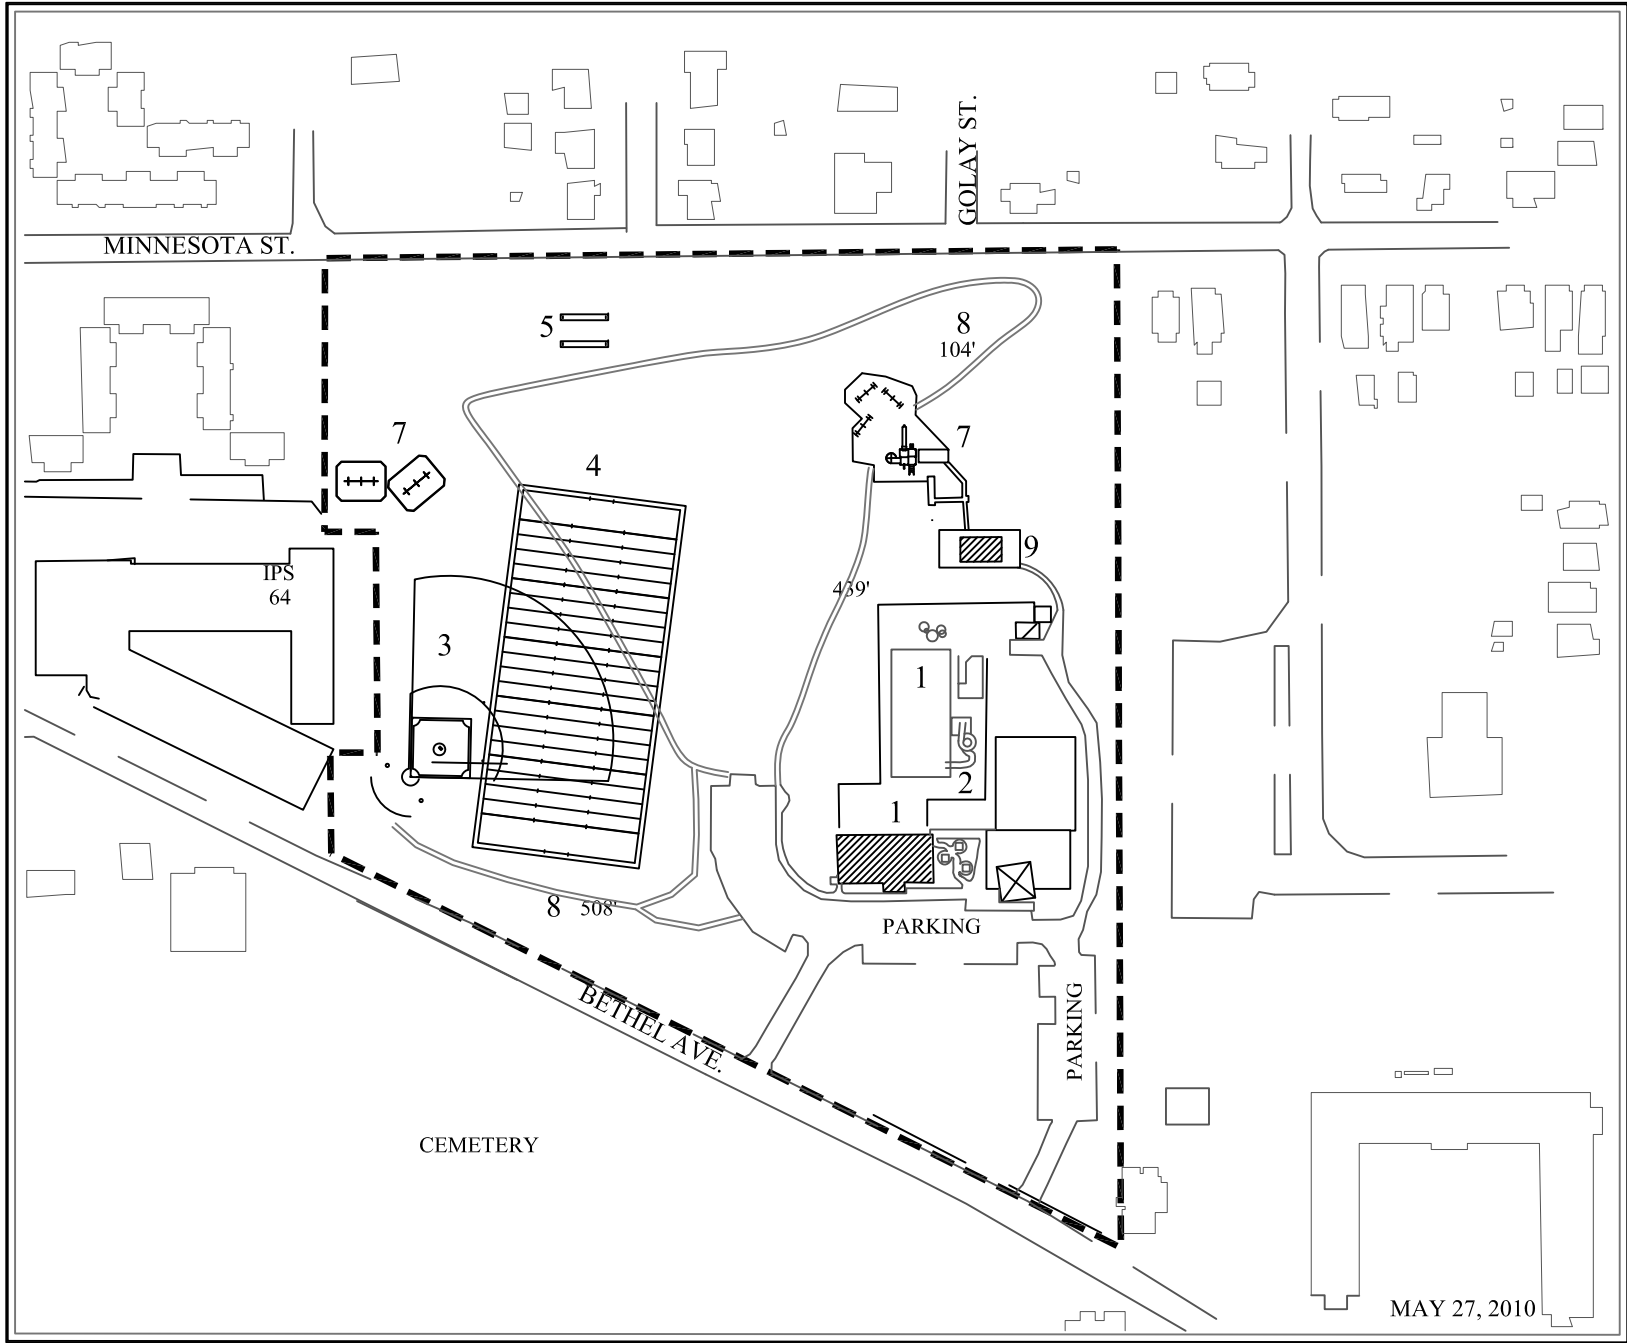 GOLAY ST.
MINNESOTA ST.
5
8
104'
7
7
4
9
IPS
64
439'
3
1
2
1
8
508'
PARKING
PARKING
BETHEL AVE.
CEMETERY
MAY 27, 2010